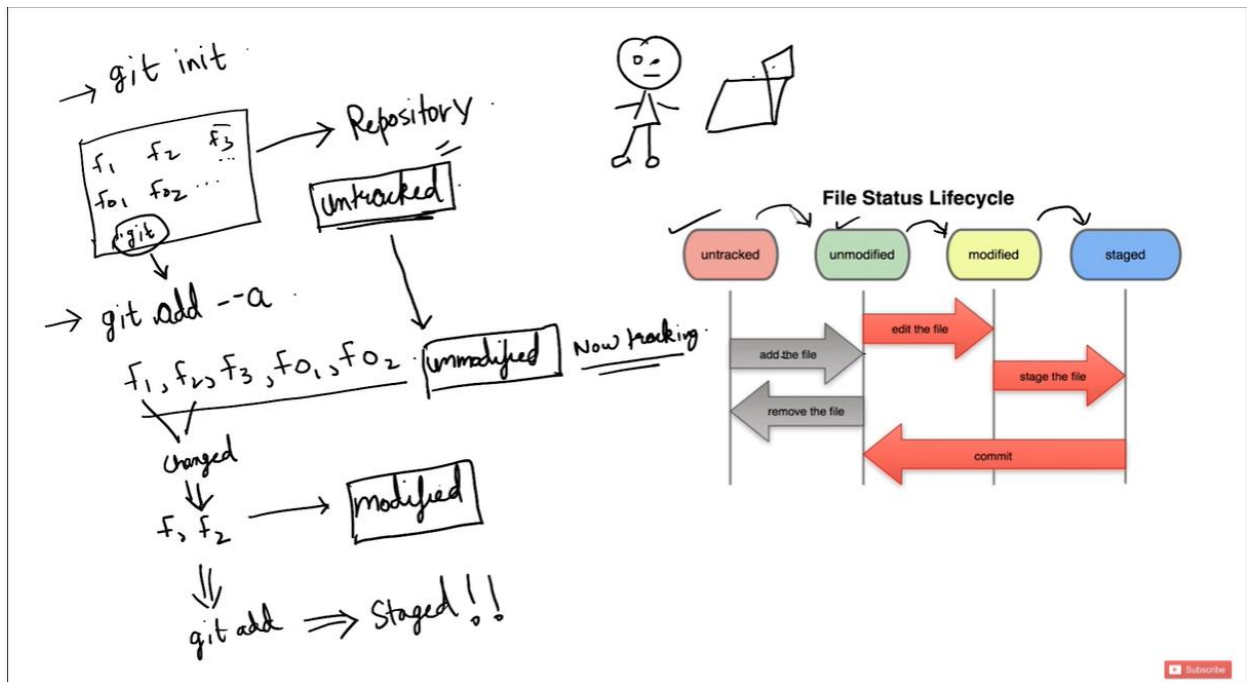 → git init.
f1 f2 f3 ...
fo1 fo2 ...
.git
→ Repository.
untracked
→ git add --a.
f1, f2, f3, fo1, fo2.
unmodified
Now tracking.
changed
f1 f2 → modified
git add ⇒ Staged!!
File Status Lifecycle
untracked
unmodified
modified
staged
edit the file
add the file
stage the file
remove the file
commit
Subscribe